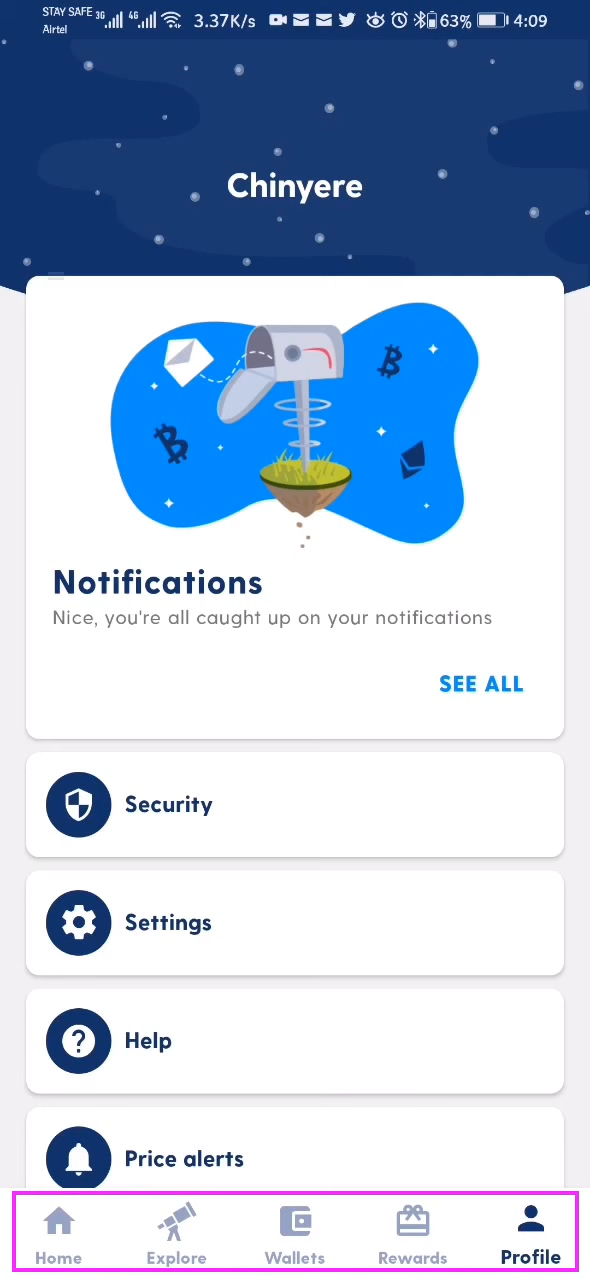 STAY SAFE 3G 4G 3.37K/s 63% 4:09
Airtel
Chinyere
Notifications
Nice, you're all caught up on your notifications
SEE ALL
Security
Settings
Help
Price alerts
Home Explore Wallets Rewards Profile